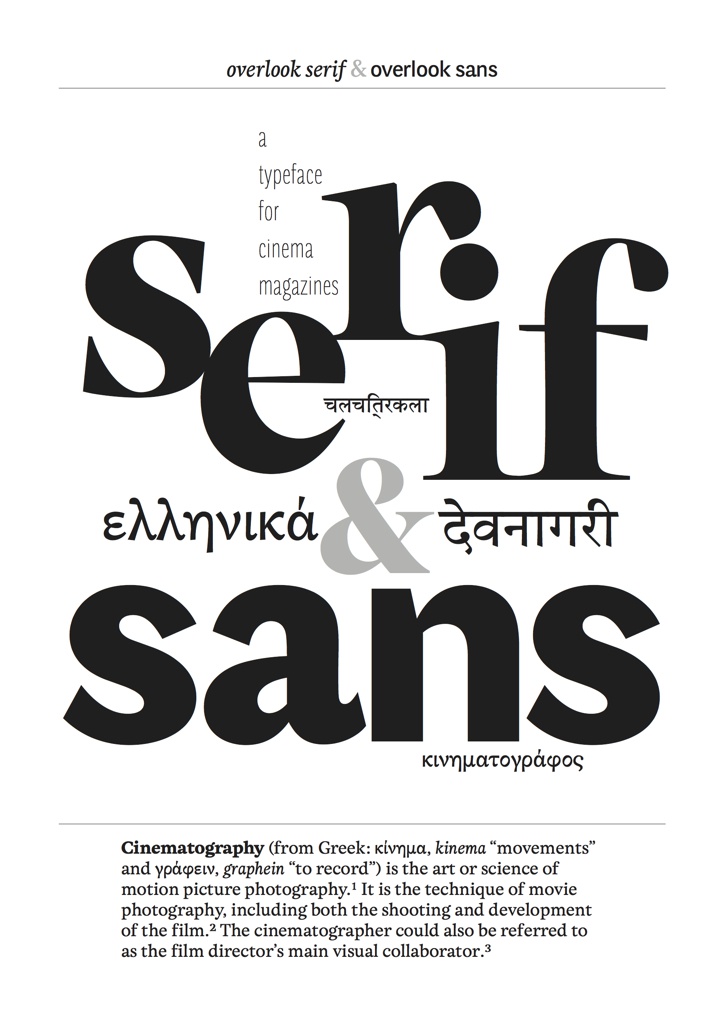 overlook serif & overlook sans
a
typeface
for
cinema
magazines
serif
चलचति्रकला
&
ελληνικά
देवनागरी
sans
κινηματογράφος
Cinematography (from Greek: κίνημα, kinema “movements”
and γράφειν, graphein “to record”) is the art or science of
motion picture photography.¹ It is the technique of movie
photography, including both the shooting and development
of the film.² The cinematographer could also be referred to
as the film director’s main visual collaborator.³